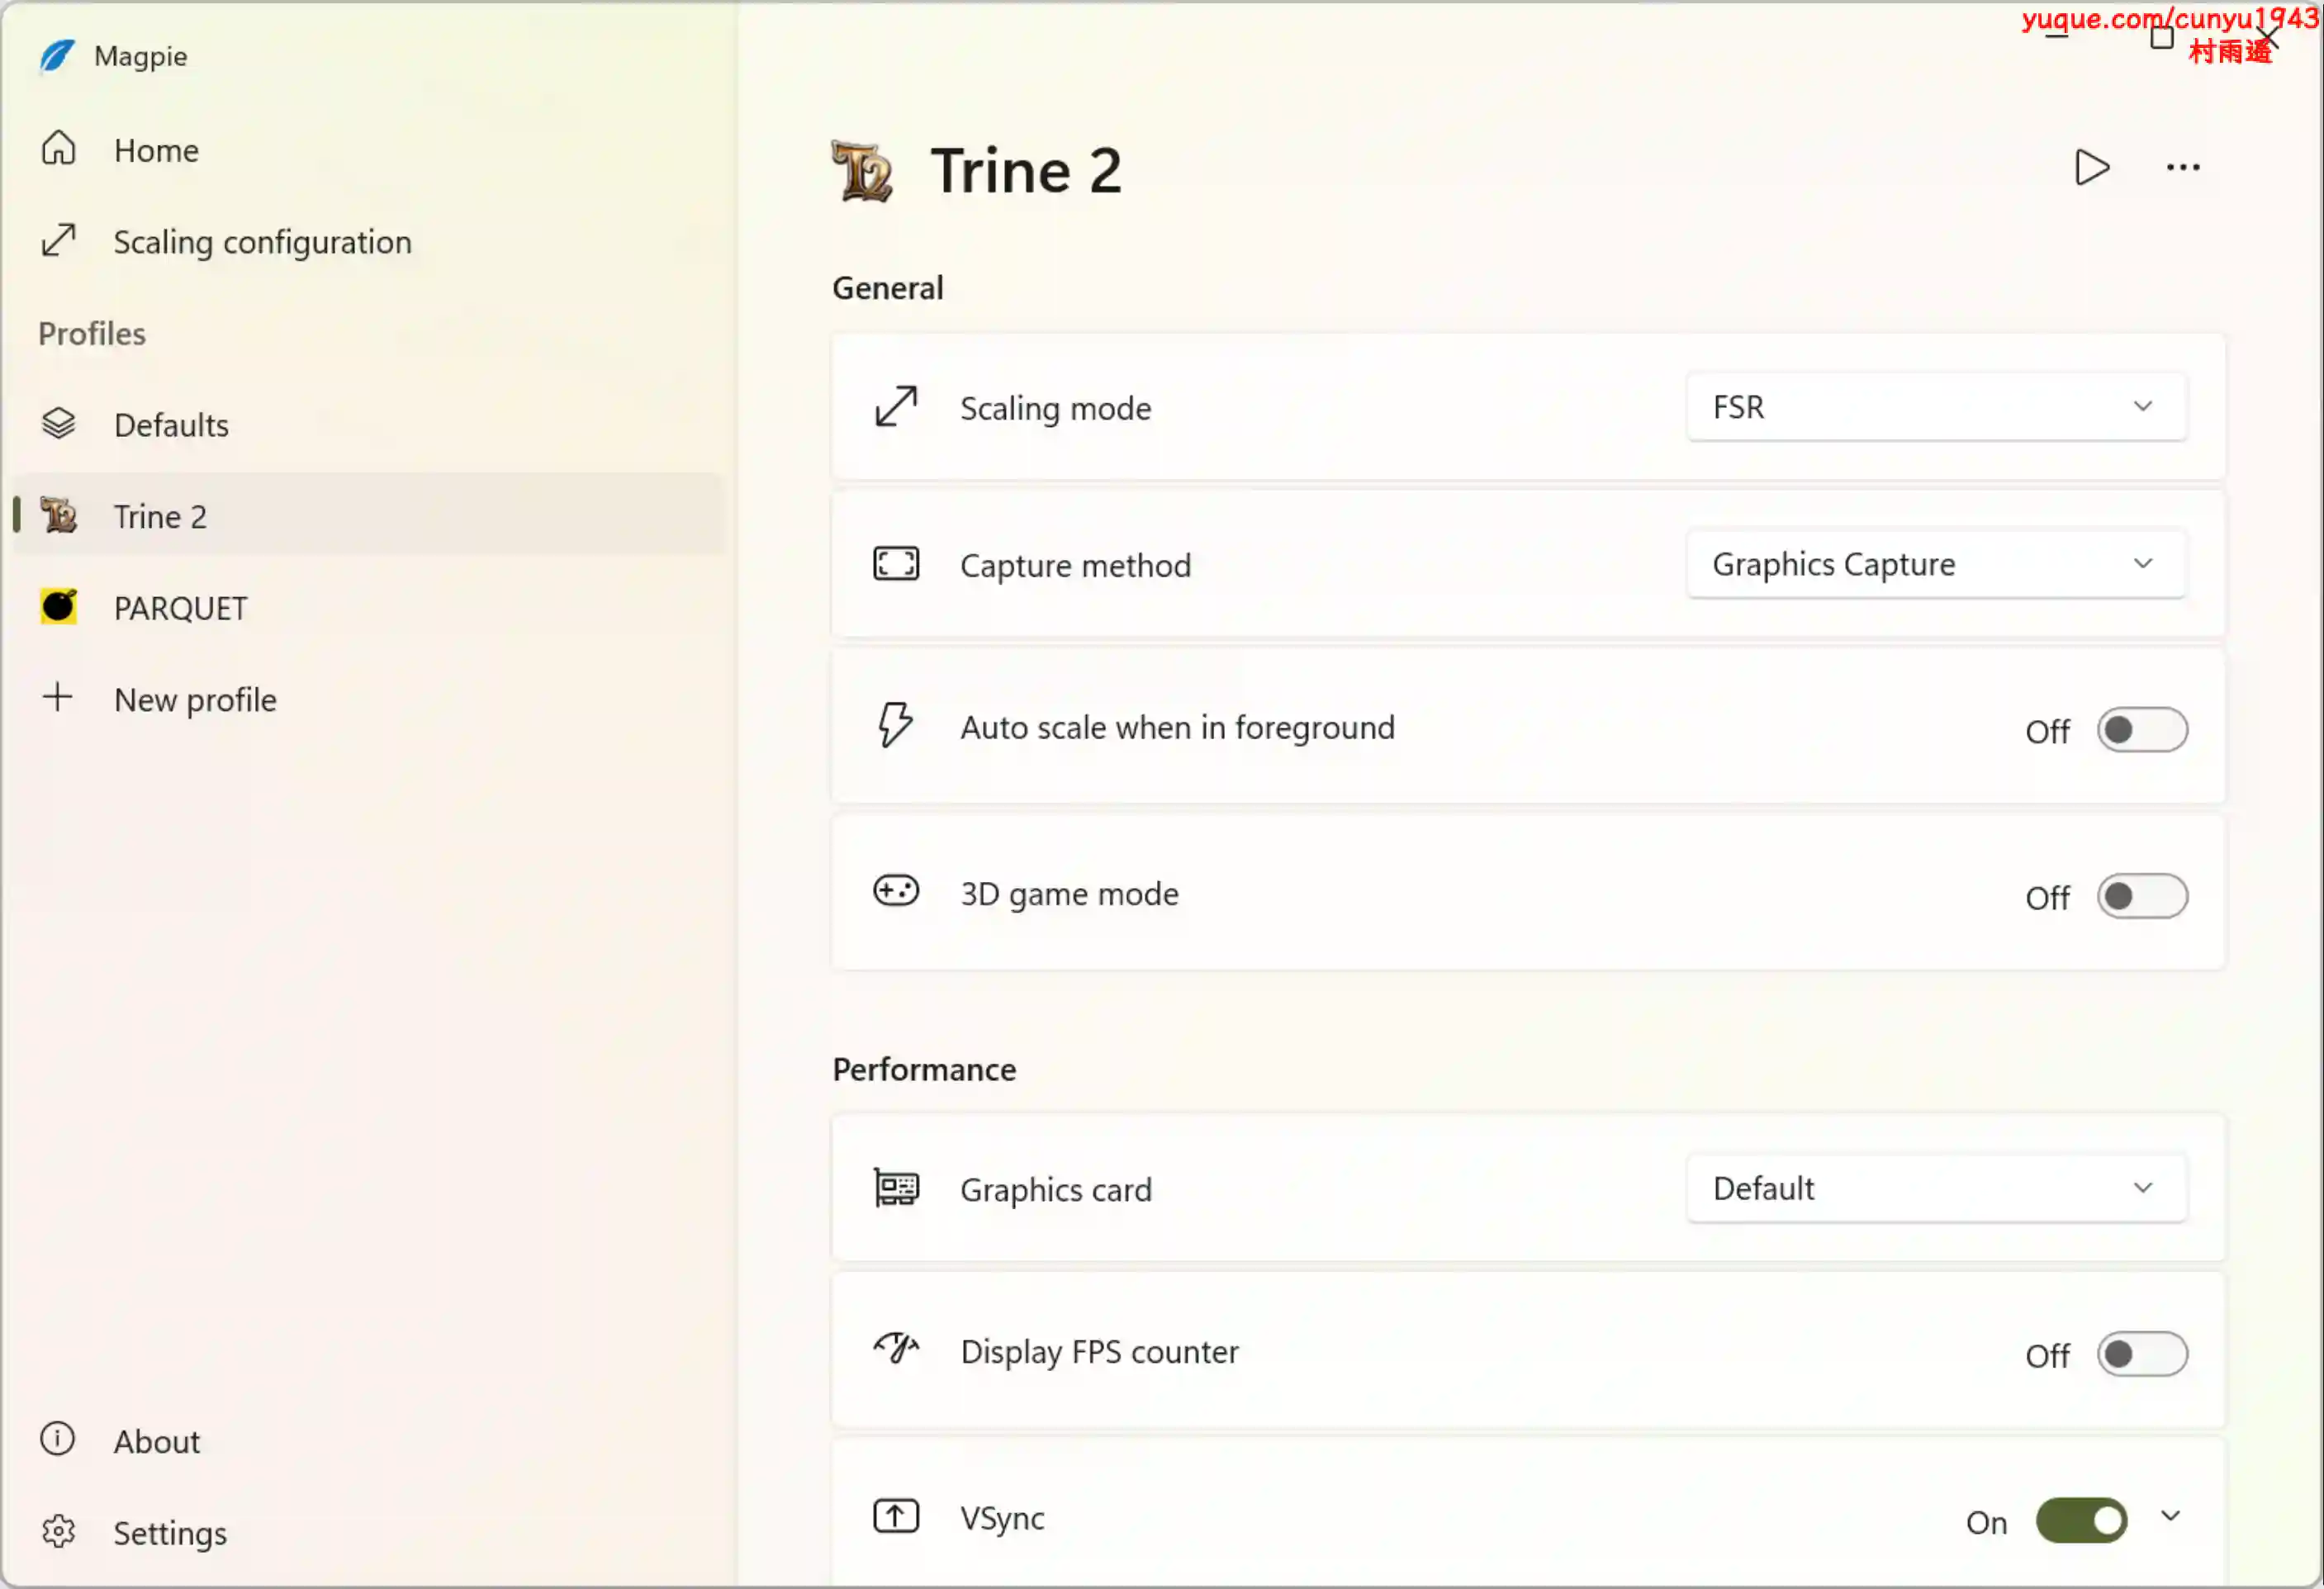 yuque.com/cunyu1943
村雨遥
Magpie
Home
Scaling configuration
Profiles
Defaults
Trine 2
PARQUET
New profile
About
Settings
Trine 2
General
Scaling mode
FSR
Capture method
Graphics Capture
Auto scale when in foreground
Off
3D game mode
Off
Performance
Graphics card
Default
Display FPS counter
Off
VSync
On